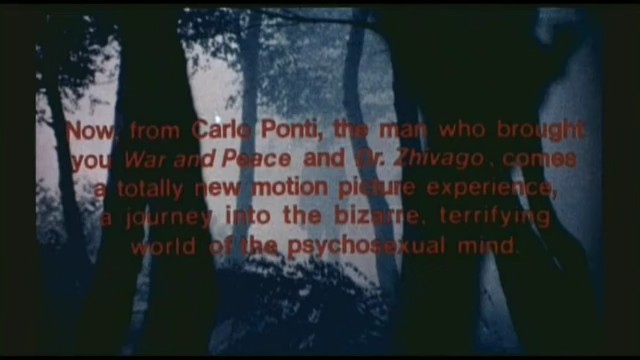 Now, from Carlo Ponti, the man who brought
you War and Peace and Dr. Zhivago, comes
a totally new motion picture experience,
a journey into the bizarre, terrifying
world of the psychosexual mind.